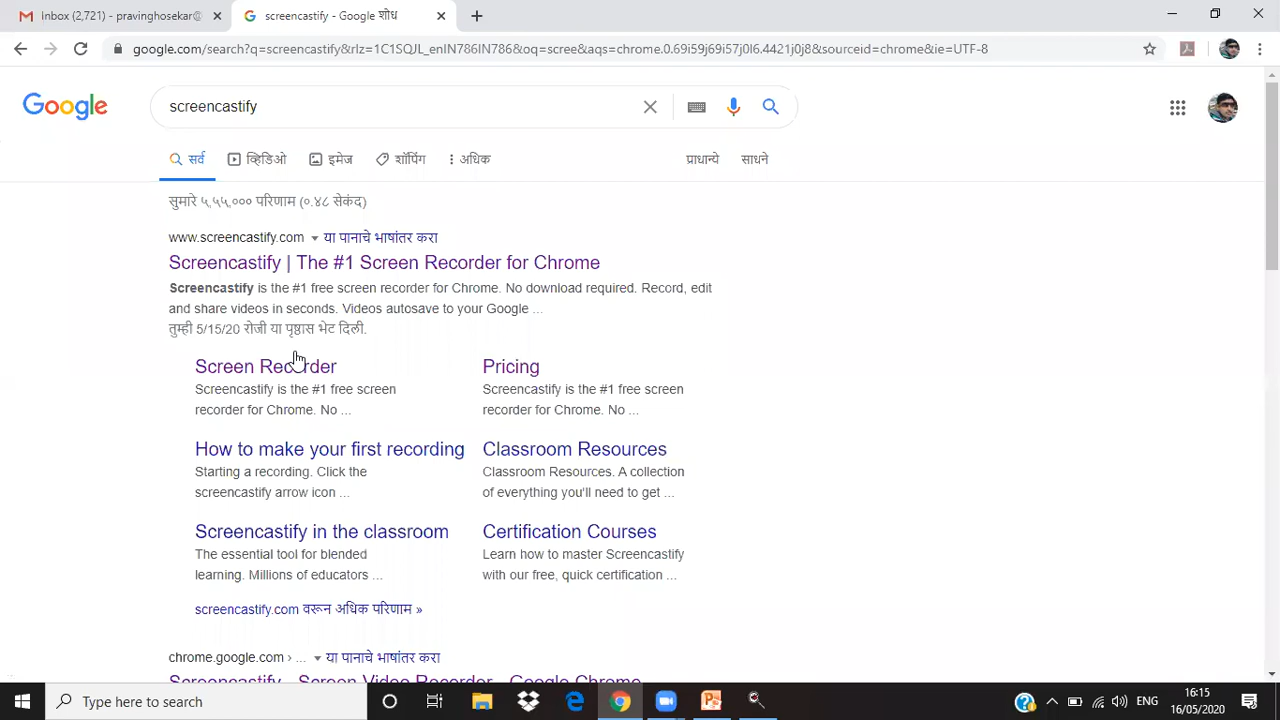 Inbox (2,721) - pravinghosekar@
screencastify - Google शोध
google.com/search?q=screencastify&rlz=1C1SQJL_enIN786IN786&oq=scree&aqs=chrome.0.69i59j69i57j0l6.4421j0j8&sourceid=chrome&ie=UTF-8
Google
screencastify
सर्व
व्हिडिओ
इमेज
शॉपिंग
अधिक
प्राधान्ये
साधने
सुमारे ५,५५,००० परिणाम (०.४८ सेकंद)
www.screencastify.com
या पानाचे भाषांतर करा
Screencastify | The #1 Screen Recorder for Chrome
Screencastify is the #1 free screen recorder for Chrome. No download required. Record, edit
and share videos in seconds. Videos autosave to your Google ...
तुम्ही 5/15/20 रोजी या पृष्ठास भेट दिली.
Screen Recorder
Screencastify is the #1 free screen
recorder for Chrome. No ...
Pricing
Screencastify is the #1 free screen
recorder for Chrome. No ...
How to make your first recording
Starting a recording. Click the
screencastify arrow icon ...
Classroom Resources
Classroom Resources. A collection
of everything you'll need to get ...
Screencastify in the classroom
The essential tool for blended
learning. Millions of educators ...
Certification Courses
Learn how to master Screencastify
with our free, quick certification ...
screencastify.com वरून अधिक परिणाम »
chrome.google.com › ...
या पानाचे भाषांतर करा
Screencastify - Screen Video Recorder - Google Chrome
Type here to search
ENG
16:15
16/05/2020